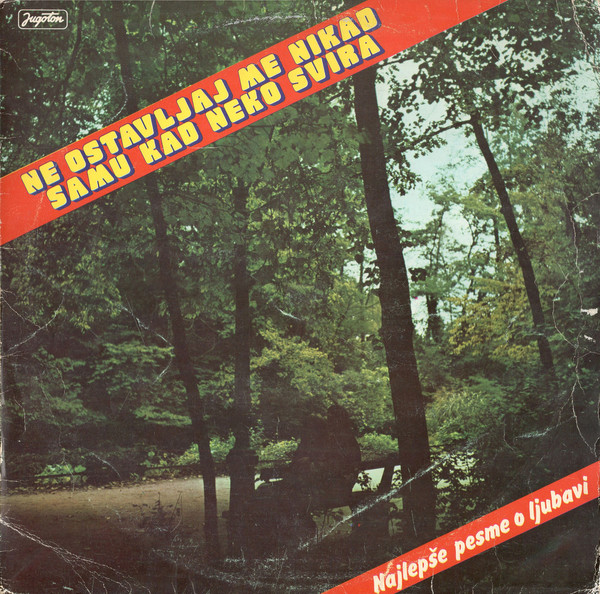 Jugoton
NE OSTAVLJAJ ME NIKAD
SAMU KAD NEKO SVIRA
Najlepše pesme o ljubavi